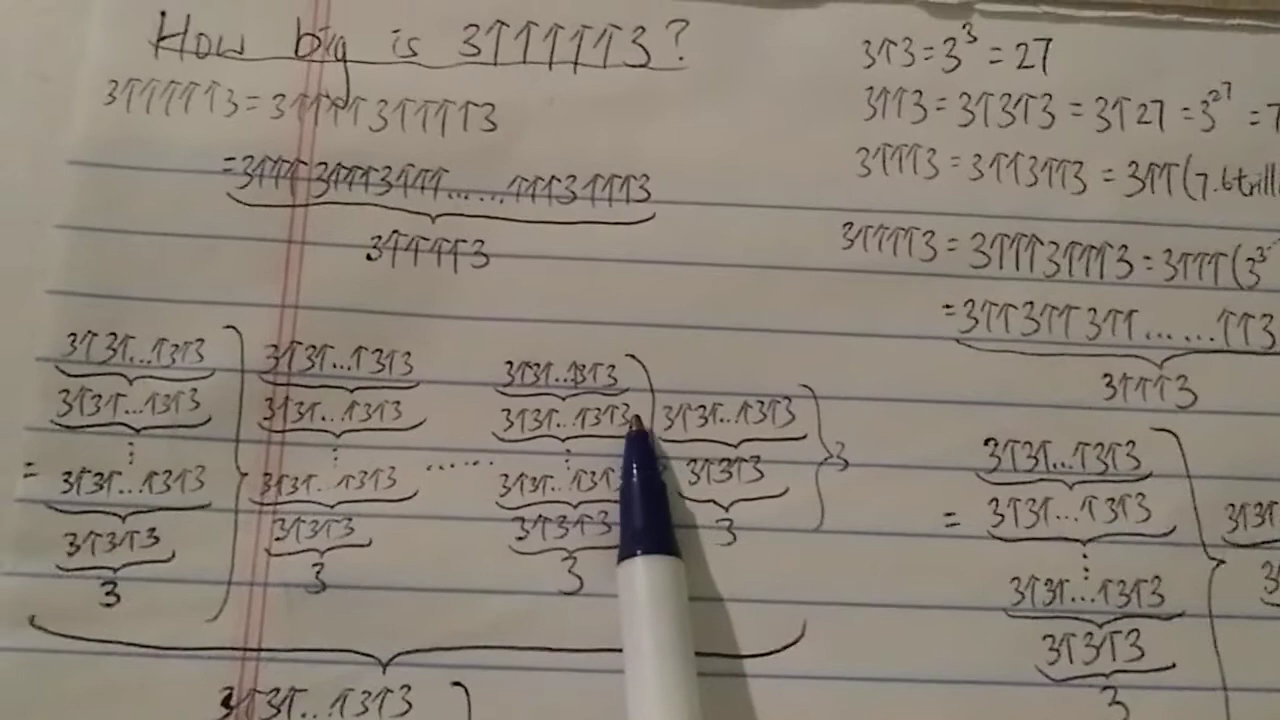 How big is 3↑↑↑↑↑3?
3↑↑↑↑↑3=3↑↑↑↑3↑↑↑↑3
=3↑↑↑3↑↑↑3↑↑↑......↑↑↑3↑↑↑3
3↑↑↑↑3
3↑3↑...↑3↑3 3↑3↑...↑3↑3 3↑3↑...↑3↑3
3↑3↑...↑3↑3 3↑3↑...↑3↑3 3↑3↑...↑3↑3 3↑3↑...↑3↑3
⋮ ⋮ ...... ⋮ 3
= 3↑3↑...↑3↑3 3↑3↑...↑3↑3 3↑3↑...↑3 3↑3↑3
3↑3↑3 3↑3↑3 3↑3↑3 3
3 3 3
3↑3↑...↑3↑3
3↑3=3³=27
3↑↑3=3↑3↑3=3↑27=3²⁷=7
3↑↑↑3=3↑↑3↑↑3=3↑↑(7.6trill
3↑↑↑↑3=3↑↑↑3↑↑↑3=3↑↑↑(3³
=3↑↑3↑↑3↑↑......↑↑3
3↑↑↑3
3↑3↑...↑3↑3
= 3↑3↑...↑3↑3 3↑3↑
⋮ 3
3↑3↑...↑3↑3
3↑3↑3
3